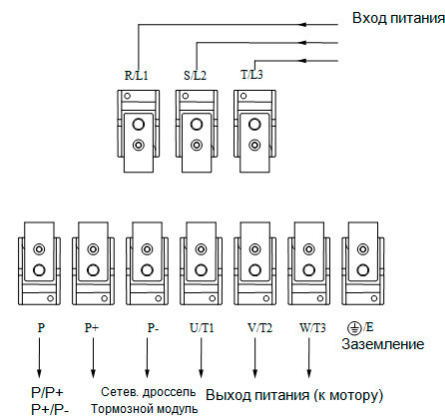 Вход питания
R/L1 S/L2 T/L3
P P+ P- U/T1 V/T2 W/T3 ⏚/E
Заземление
P/P+ Сетев. дроссель Выход питания (к мотору)
P+/P- Тормозной модуль